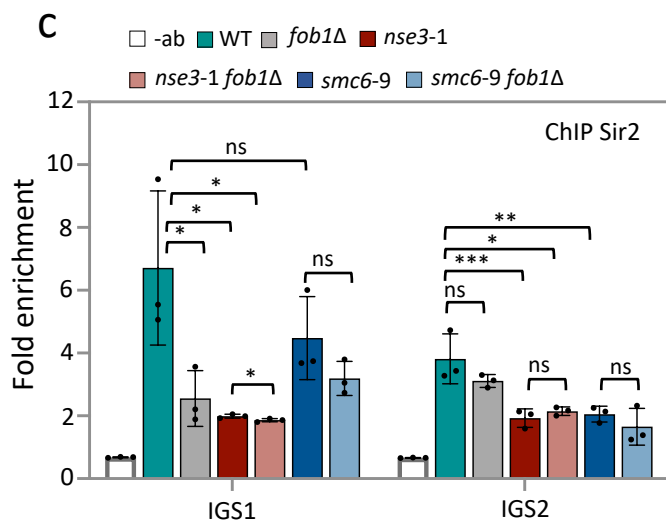 C
-ab WT fob1Δ nse3-1
nse3-1 fob1Δ smc6-9 smc6-9 fob1Δ
ChIP Sir2
Fold enrichment
12
10
8
6
4
2
0
ns
*
*
*
*
ns
**
*
***
ns
ns
ns
IGS1 IGS2